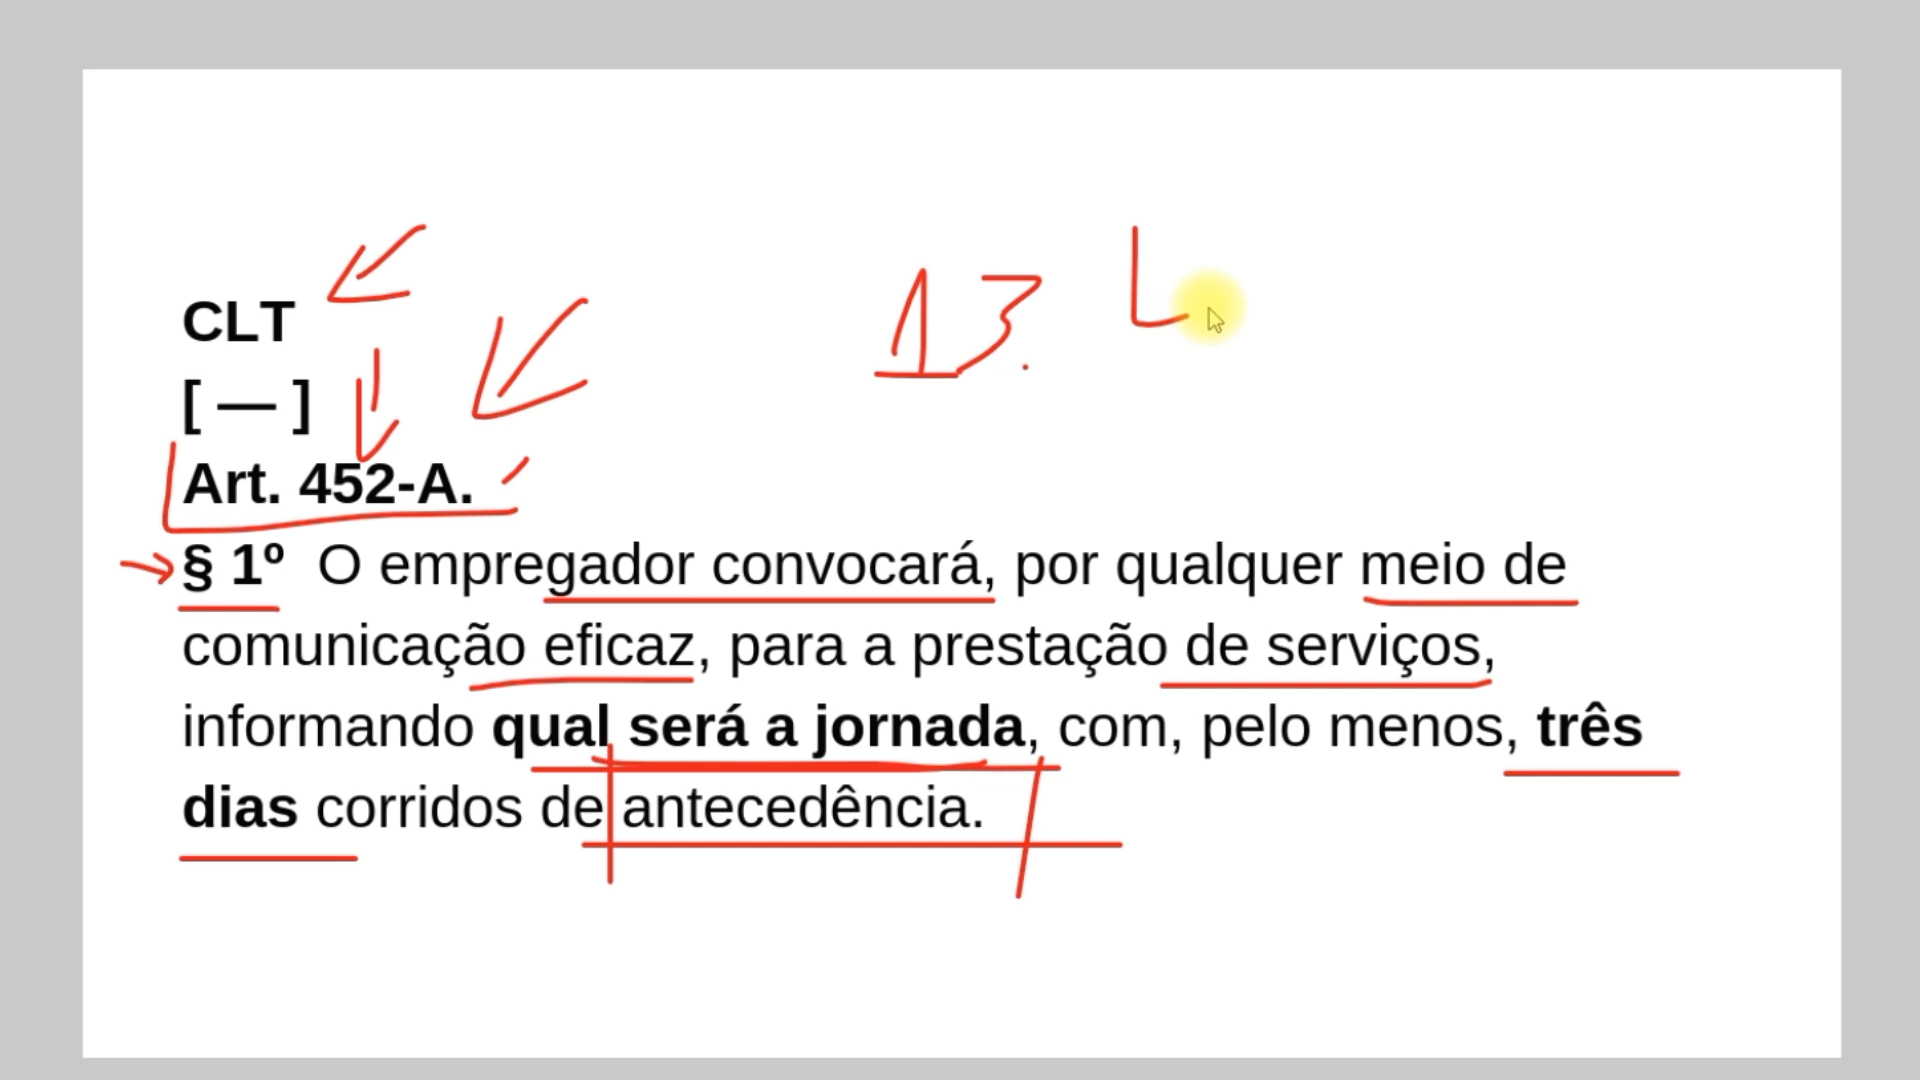 13. L
CLT
[ — ]
Art. 452-A.
§ 1º O empregador convocará, por qualquer meio de
comunicação eficaz, para a prestação de serviços,
informando qual será a jornada, com, pelo menos, três
dias corridos de antecedência.